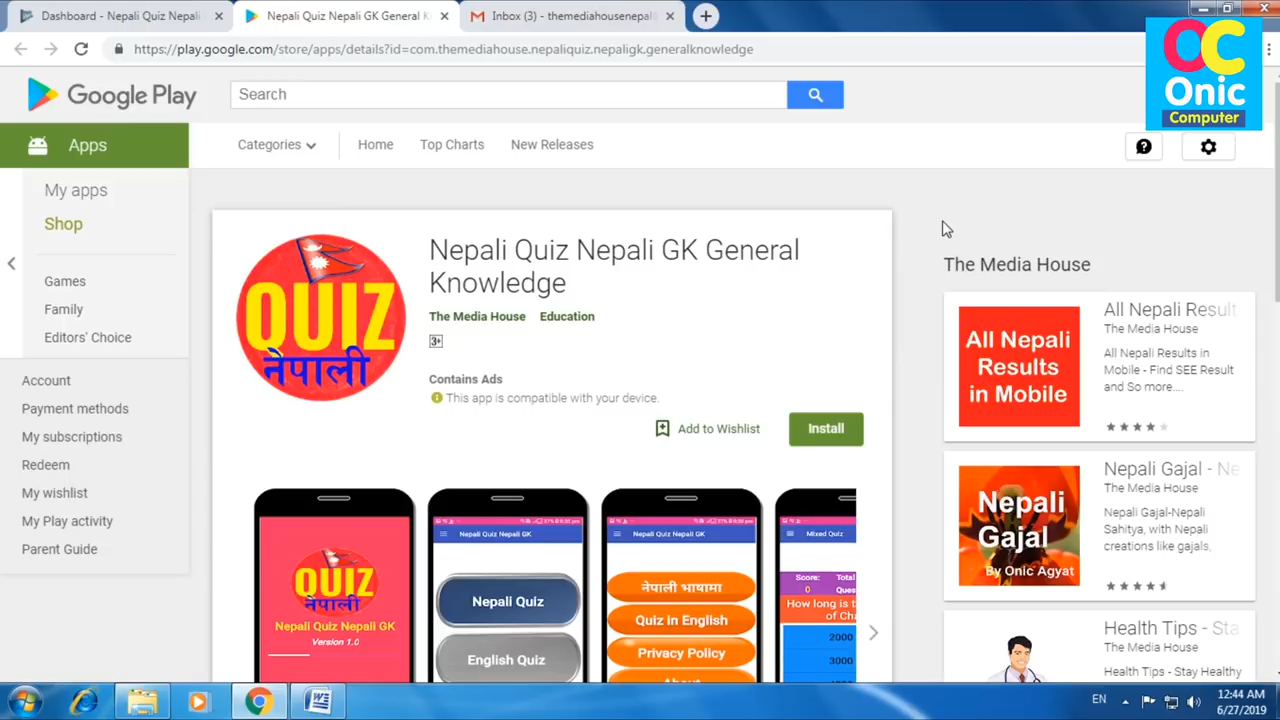 Dashboard - Nepali Quiz Nepali
Nepali Quiz Nepali GK General K
Inbox (3) - themediahousenepal@
https://play.google.com/store/apps/details?id=com.themediahouse.nepaliquiz.nepaligk.generalknowledge
OC
Onic
Computer
Google Play
Search
Apps
Categories
Home
Top Charts
New Releases
My apps
Shop
Games
Family
Editors' Choice
Account
Payment methods
My subscriptions
Redeem
My wishlist
My Play activity
Parent Guide
QUIZ
नेपाली
Nepali Quiz Nepali GK General
Knowledge
The Media House
Education
3+
Contains Ads
This app is compatible with your device.
Add to Wishlist
Install
QUIZ
नेपाली
Nepali Quiz Nepali GK
Version 1.0
Nepali Quiz Nepali GK
Nepali Quiz
English Quiz
Nepali Quiz Nepali GK
नेपाली भाषामा
Quiz in English
Privacy Policy
About
Mixed Quiz
Score:
Total
0
Ques
How long is t
of Ch
2000
3000
The Media House
All Nepali
Results
in Mobile
All Nepali Result
The Media House
All Nepali Results in
Mobile - Find SEE Result
and So more....
Nepali
Gajal
By Onic Agyat
Nepali Gajal - Ne
The Media House
Nepali Gajal-Nepali
Sahitya, with Nepali
creations like gajals,
Health Tips - Sta
The Media House
Health Tips - Stay Healthy
EN
12:44 AM
6/27/2019